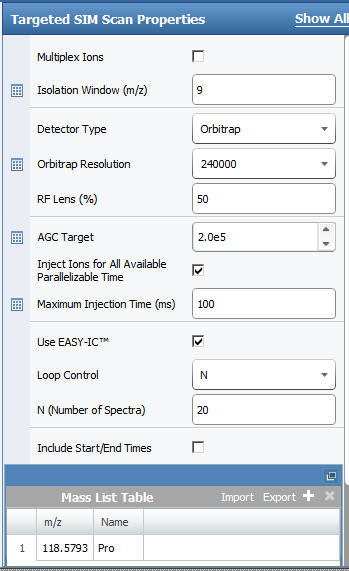 Targeted SIM Scan Properties Show All
Multiplex Ions
Isolation Window (m/z) 9
Detector Type Orbitrap
Orbitrap Resolution 240000
RF Lens (%) 50
AGC Target 2.0e5
Inject Ions for All Available
Parallelizable Time
Maximum Injection Time (ms) 100
Use EASY-IC™
Loop Control N
N (Number of Spectra) 20
Include Start/End Times
Mass List Table Import Export
m/z Name
1 118.5793 Pro